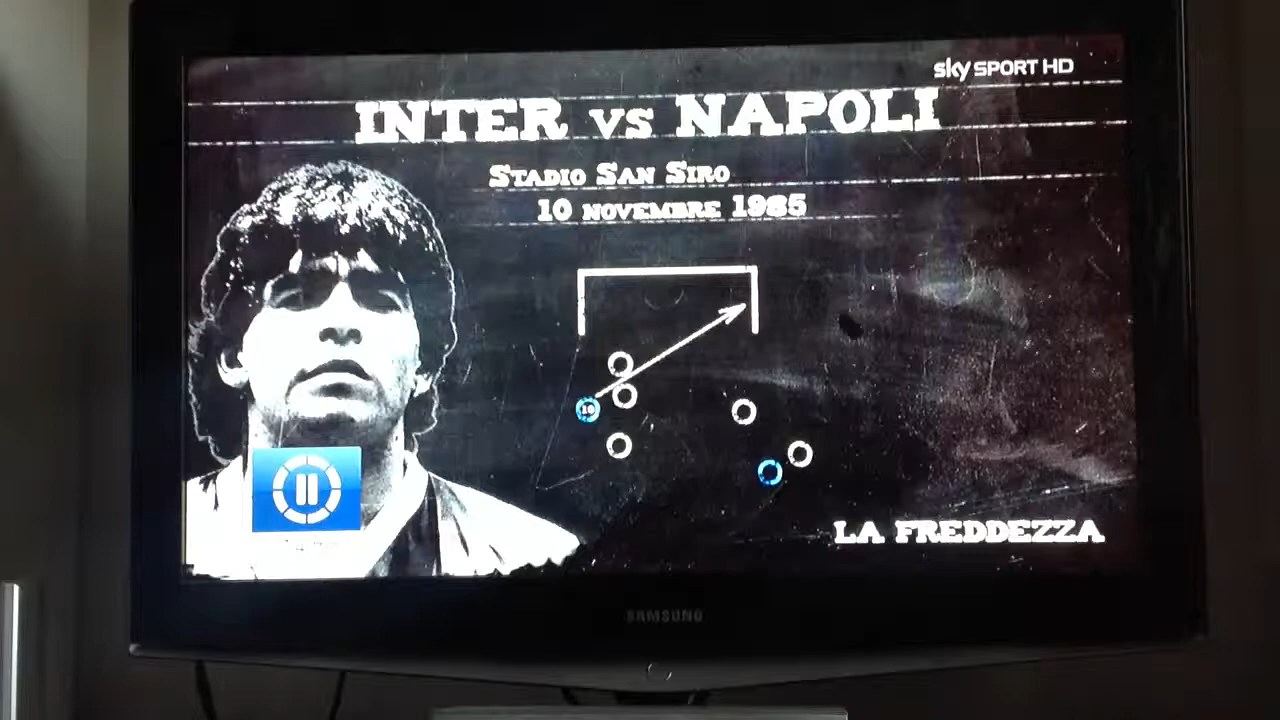 sky SPORT HD
INTER vs NAPOLI
STADIO SAN SIRO
10 NOVEMBRE 1985
10
LA FREDDEZZA
SAMSUNG